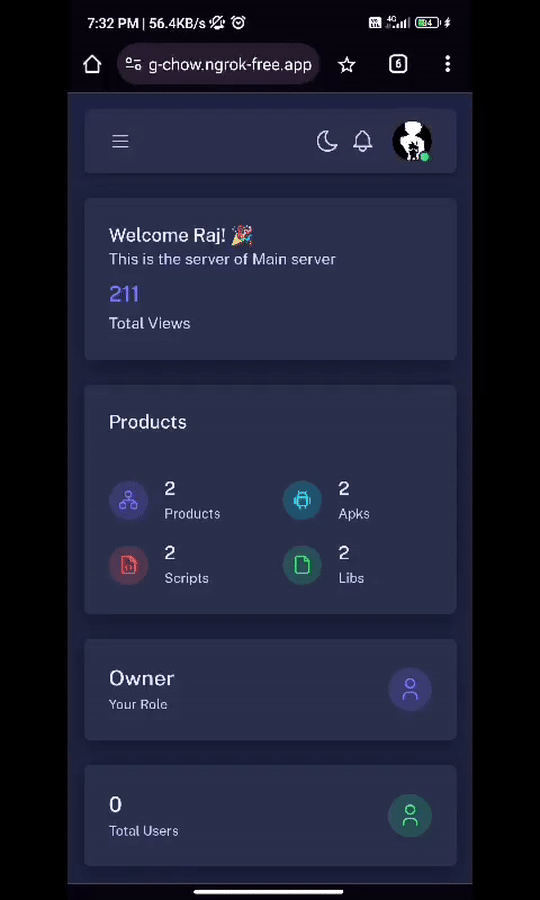 7:32 PM | 56.4KB/s
4G
g-chow.ngrok-free.app
6
Welcome Raj! 🎉
This is the server of Main server
211
Total Views
Products
2
Products
2
Apks
2
Scripts
2
Libs
Owner
Your Role
0
Total Users